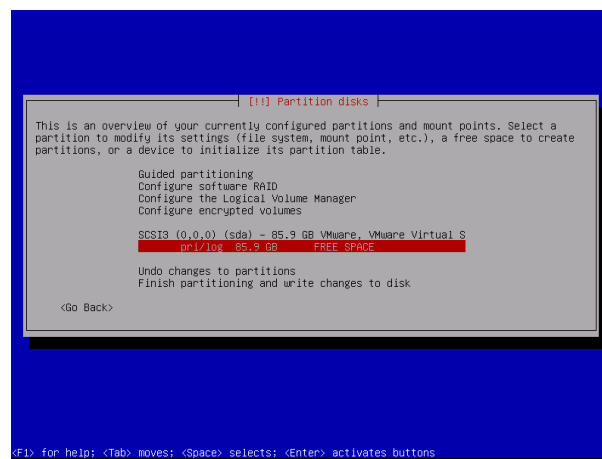 [!!] Partition disks
This is an overview of your currently configured partitions and mount points. Select a
partition to modify its settings (file system, mount point, etc.), a free space to create
partitions, or a device to initialize its partition table.
Guided partitioning
Configure software RAID
Configure the Logical Volume Manager
Configure encrypted volumes
SCSI3 (0,0,0) (sda) – 85.9 GB VMware, VMware Virtual S
pri/log 85.9 GB FREE SPACE
Undo changes to partitions
Finish partitioning and write changes to disk
<Go Back>
<F1> for help; <Tab> moves; <Space> selects; <Enter> activates buttons